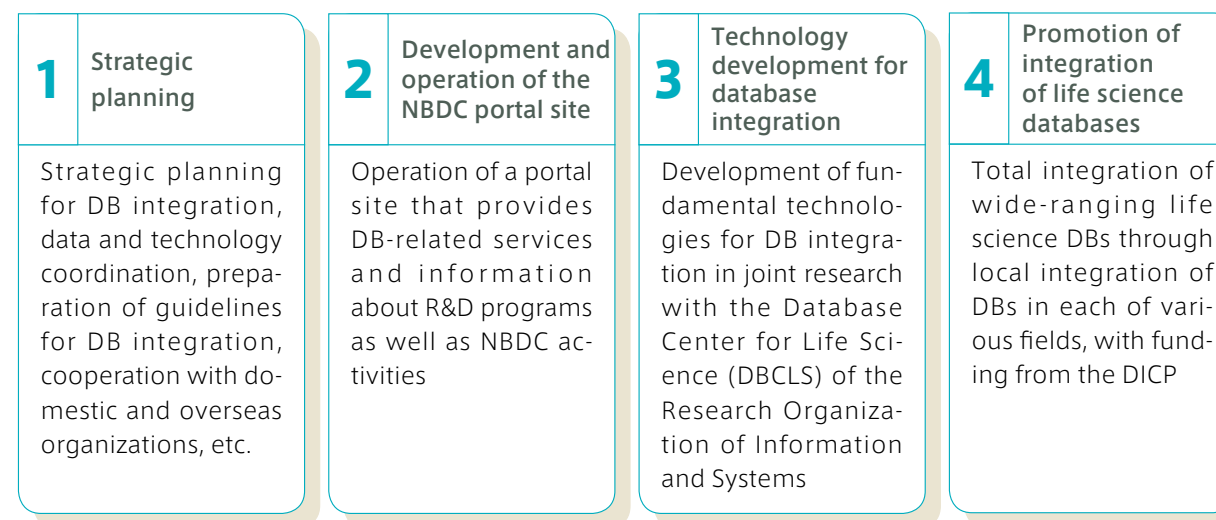 1
Strategic
planning
Strategic planning
for DB integration,
data and technology
coordination, prepa-
ration of guidelines
for DB integration,
cooperation with do-
mestic and overseas
organizations, etc.
2
Development and
operation of the
NBDC portal site
Operation of a portal
site that provides
DB-related services
and information
about R&D programs
as well as NBDC ac-
tivities
3
Technology
development for
database
integration
Development of fun-
damental technolo-
gies for DB integra-
tion in joint research
with the Database
Center for Life Sci-
ence (DBCLS) of the
Research Organiza-
tion of Information
and Systems
4
Promotion of
integration
of life science
databases
Total integration of
wide-ranging life
science DBs through
local integration of
DBs in each of vari-
ous fields, with fund-
ing from the DICP